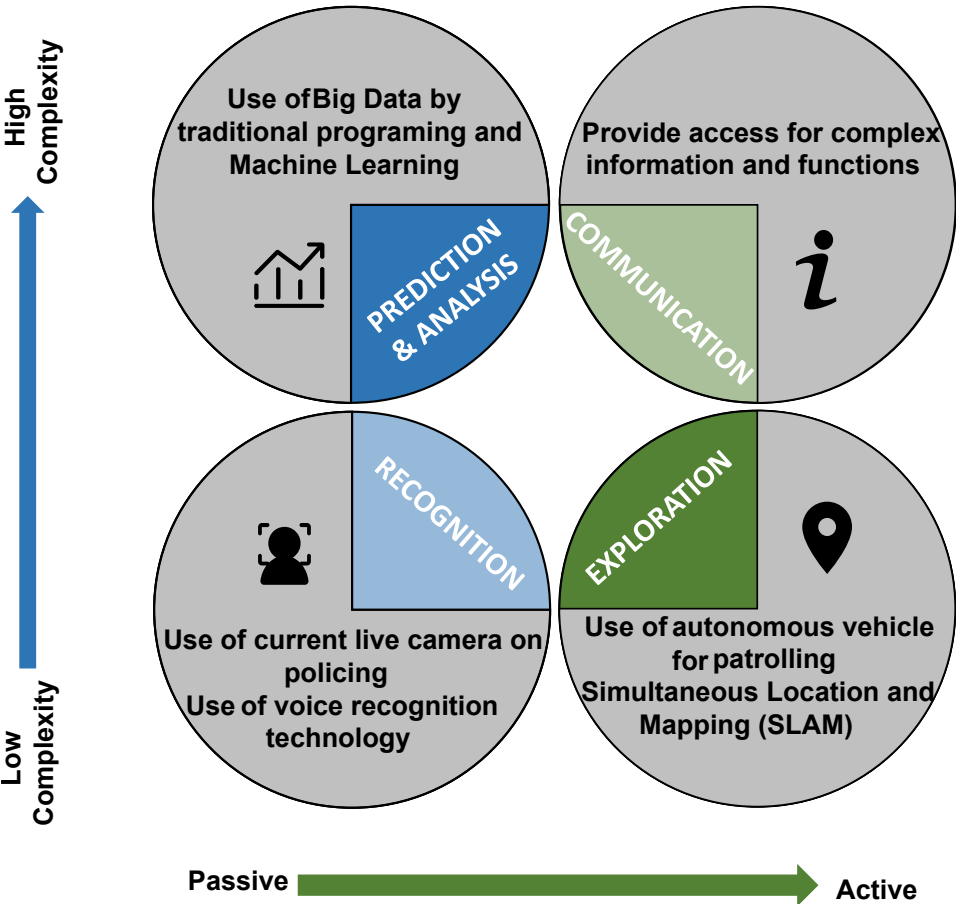 High
Complexity
Use of Big Data by
traditional programing and
Machine Learning
PREDICTION
& ANALYSIS
Provide access for complex
information and functions
COMMUNICATION
RECOGNITION
Use of current live camera on
policing
Use of voice recognition
technology
EXPLORATION
Use of autonomous vehicle
for patrolling
Simultaneous Location and
Mapping (SLAM)
Low
Complexity
Passive
Active